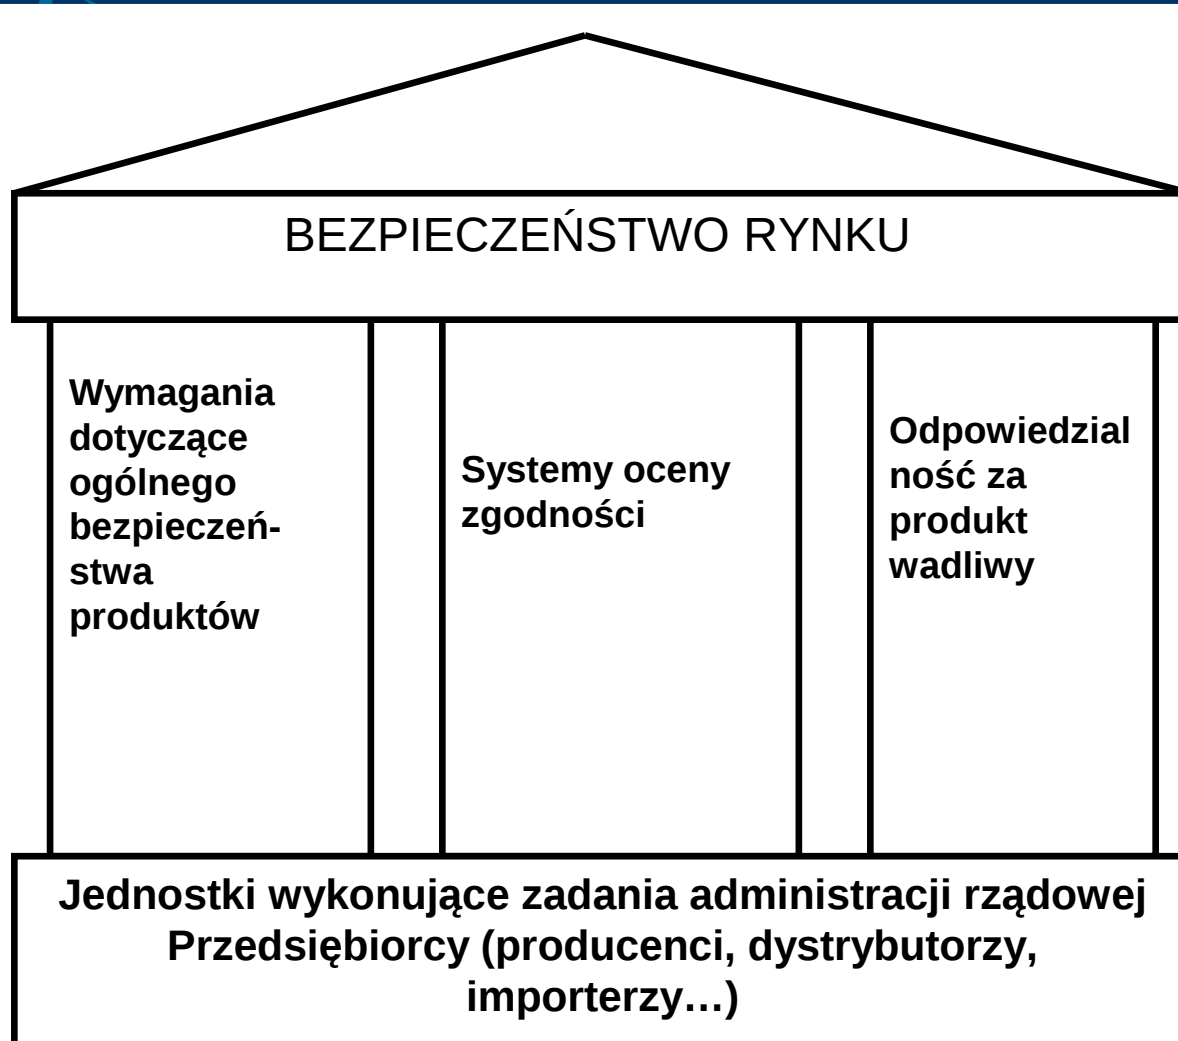 BEZPIECZEŃSTWO RYNKU
Wymagania
dotyczące
ogólnego
bezpieczeń-
stwa
produktów
Systemy oceny
zgodności
Odpowiedzial
ność za
produkt
wadliwy
Jednostki wykonujące zadania administracji rządowej
Przedsiębiorcy (producenci, dystrybutorzy,
importerzy…)